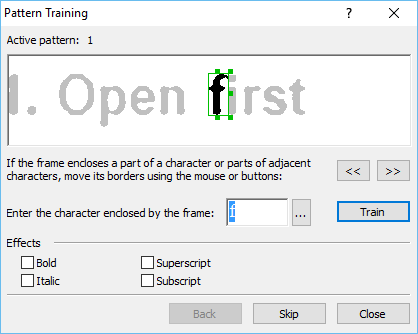 Pattern Training
? 
Active pattern: 1
1. Open first
If the frame encloses a part of a character or parts of adjacent
characters, move its borders using the mouse or buttons:
<< >>
Enter the character enclosed by the frame: f ... Train
Effects
Bold Superscript
Italic Subscript
Back Skip Close